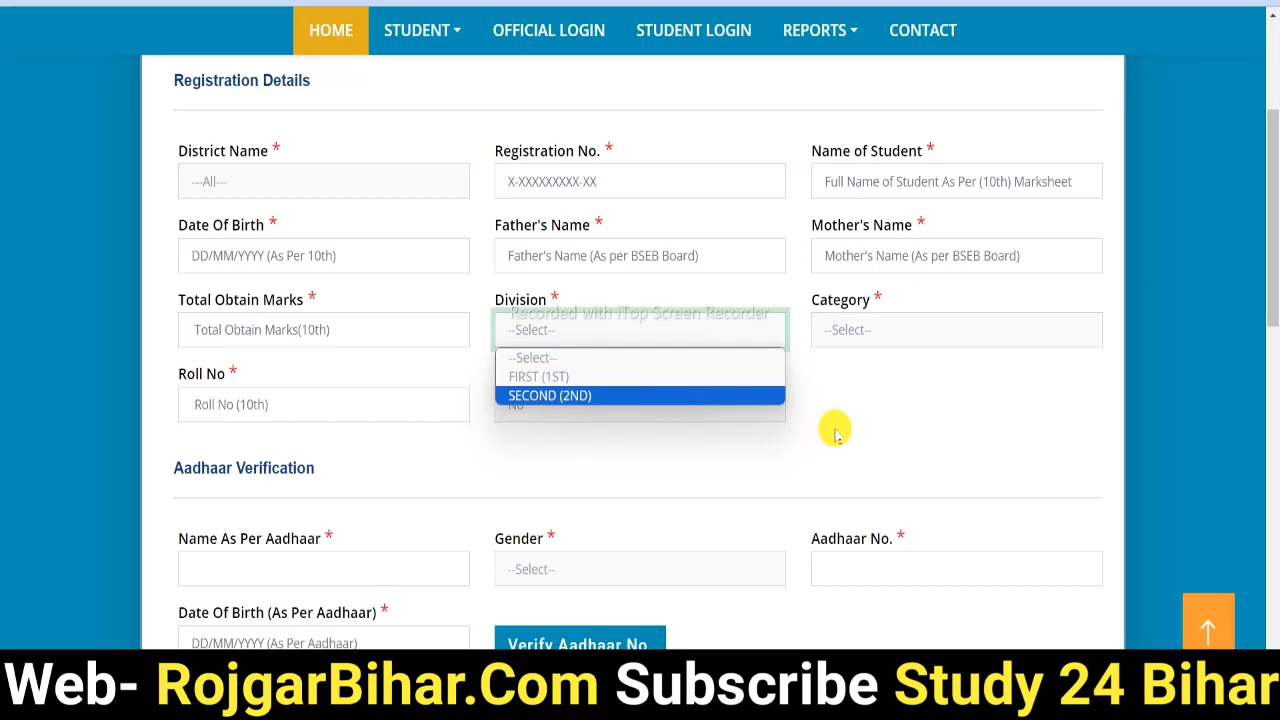 HOME STUDENT OFFICIAL LOGIN STUDENT LOGIN REPORTS CONTACT
Registration Details
District Name * Registration No. * Name of Student *
---All--- X-XXXXXXXXX-XX Full Name of Student As Per (10th) Marksheet
Date Of Birth * Father's Name * Mother's Name *
DD/MM/YYYY (As Per 10th) Father's Name (As per BSEB Board) Mother's Name (As per BSEB Board)
Total Obtain Marks * Division * Category *
Recorded with iTop Screen Recorder
Total Obtain Marks(10th) --Select-- --Select--
--Select--
Roll No * FIRST (1ST)
SECOND (2ND)
Roll No (10th) No
Aadhaar Verification
Name As Per Aadhaar * Gender * Aadhaar No. *
--Select--
Date Of Birth (As Per Aadhaar) *
DD/MM/YYYY (As Per Aadhaar) Verify Aadhaar No.
Web- RojgarBihar.Com Subscribe Study 24 Bihar